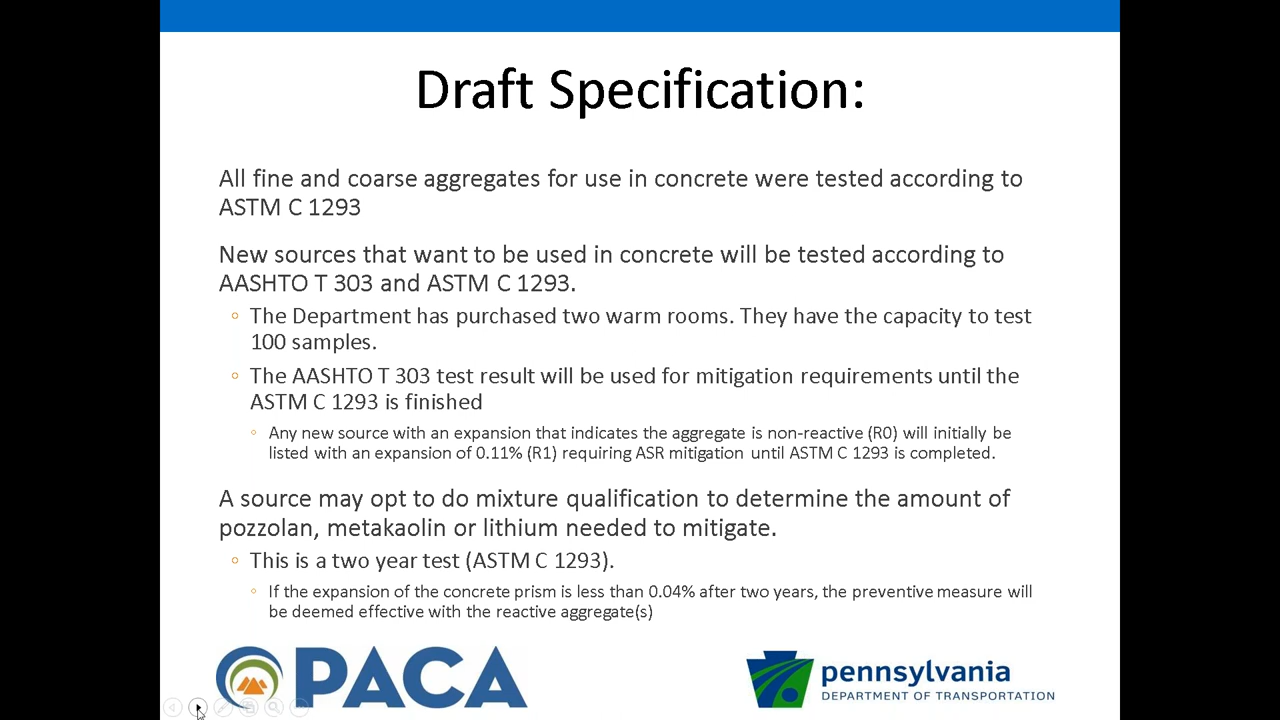 Draft Specification:
All fine and coarse aggregates for use in concrete were tested according to
ASTM C 1293
New sources that want to be used in concrete will be tested according to
AASHTO T 303 and ASTM C 1293.
The Department has purchased two warm rooms. They have the capacity to test
100 samples.
The AASHTO T 303 test result will be used for mitigation requirements until the
ASTM C 1293 is finished
Any new source with an expansion that indicates the aggregate is non-reactive (R0) will initially be
listed with an expansion of 0.11% (R1) requiring ASR mitigation until ASTM C 1293 is completed.
A source may opt to do mixture qualification to determine the amount of
pozzolan, metakaolin or lithium needed to mitigate.
This is a two year test (ASTM C 1293).
If the expansion of the concrete prism is less than 0.04% after two years, the preventive measure will
be deemed effective with the reactive aggregate(s)
PACA
pennsylvania
DEPARTMENT OF TRANSPORTATION